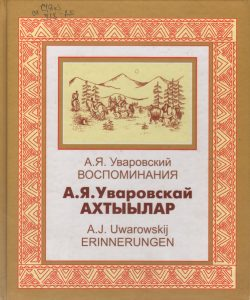 А.Я. Уваровский
ВОСПОМИНАНИЯ
А.Я.Уваровскай
АХТЫЫЛАР
A.J. Uwarowskij
ERINNERUNGEN